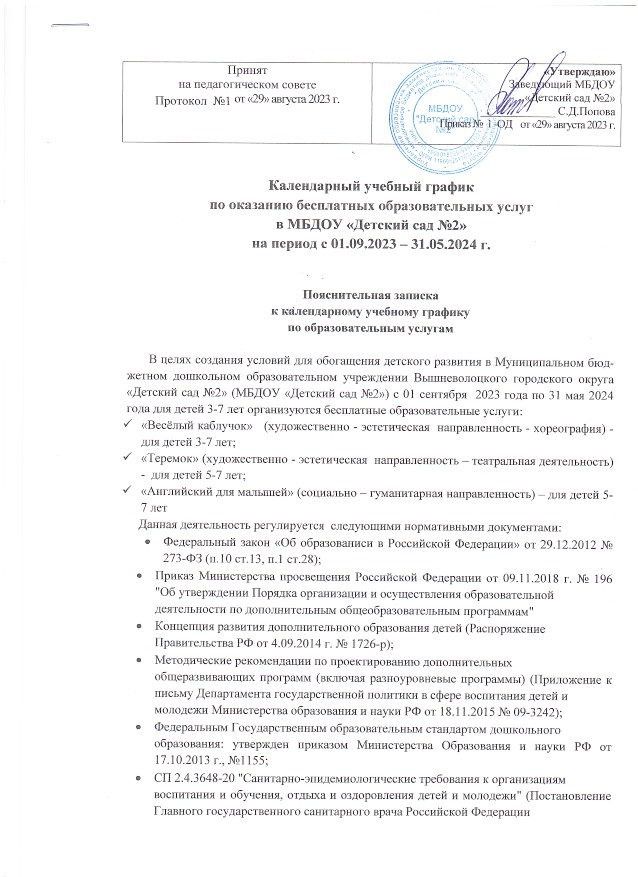 Принят
на педагогическом совете
Протокол №1 от «29» августа 2023 г.
«Утверждаю»
Заведующий МБДОУ
«Детский сад №2»
С.Д.Попова
Приказ № 1-ОД от «29» августа 2023 г.
МБДОУ
"Детский сад
№2"
Календарный учебный график
по оказанию бесплатных образовательных услуг
в МБДОУ «Детский сад №2»
на период с 01.09.2023 – 31.05.2024 г.
Пояснительная записка
к календарному учебному графику
по образовательным услугам
В целях создания условий для обогащения детского развития в Муниципальном бюд-
жетном дошкольном образовательном учреждении Вышневолоцкого городского округа
«Детский сад №2» (МБДОУ «Детский сад №2») с 01 сентября 2023 года по 31 мая 2024
года для детей 3-7 лет организуются бесплатные образовательные услуги:
✓ «Весёлый каблучок» (художественно - эстетическая направленность - хореография) -
для детей 3-7 лет;
✓ «Теремок» (художественно - эстетическая направленность – театральная деятельность)
- для детей 5-7 лет;
✓ «Английский для малышей» (социально – гуманитарная направленность) – для детей 5-
7 лет
Данная деятельность регулируется следующими нормативными документами:
• Федеральный закон «Об образованиси в Российской Федерации» от 29.12.2012 №
273-ФЗ (п.10 ст.13, п.1 ст.28);
• Приказ Министерства просвещения Российской Федерации от 09.11.2018 г. № 196
"Об утверждении Порядка организации и осуществления образовательной
деятельности по дополнительным общеобразовательным программам"
• Концепция развития дополнительного образования детей (Распоряжение
Правительства РФ от 4.09.2014 г. № 1726-р);
• Методические рекомендации по проектированию дополнительных
общеразвивающих программ (включая разноуровневые программы) (Приложение к
письму Департамента государственной политики в сфере воспитания детей и
молодежи Министерства образования и науки РФ от 18.11.2015 № 09-3242);
• Федеральным Государственным образовательным стандартом дошкольного
образования: утвержден приказом Министерства Образования и науки РФ от
17.10.2013 г., №1155;
• СП 2.4.3648-20 "Санитарно-эпидемиологические требования к организациям
воспитания и обучения, отдыха и оздоровления детей и молодежи" (Постановление
Главного государственного санитарного врача Российской Федерации